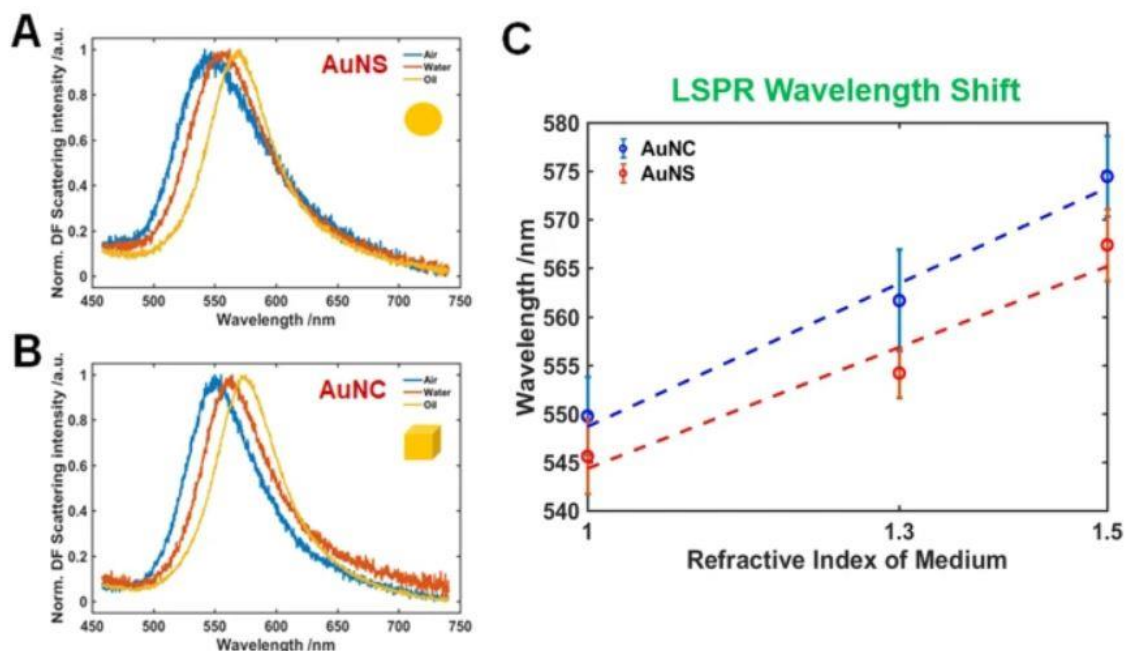 A
Norm. DF Scattering intensity /a.u.
1
0.8
0.6
0.4
0.2
0
AuNS
Air
Water
Oil
450 500 550 600 650 700 750
Wavelength /nm
B
Norm. DF Scattering intensity /a.u.
1
0.8
0.6
0.4
0.2
0
AuNC
Air
Water
Oil
450 500 550 600 650 700 750
Wavelength /nm
C
LSPR Wavelength Shift
Wavelength /nm
580
575
570
565
560
555
550
545
540
AuNC
AuNS
1 1.3 1.5
Refractive Index of Medium